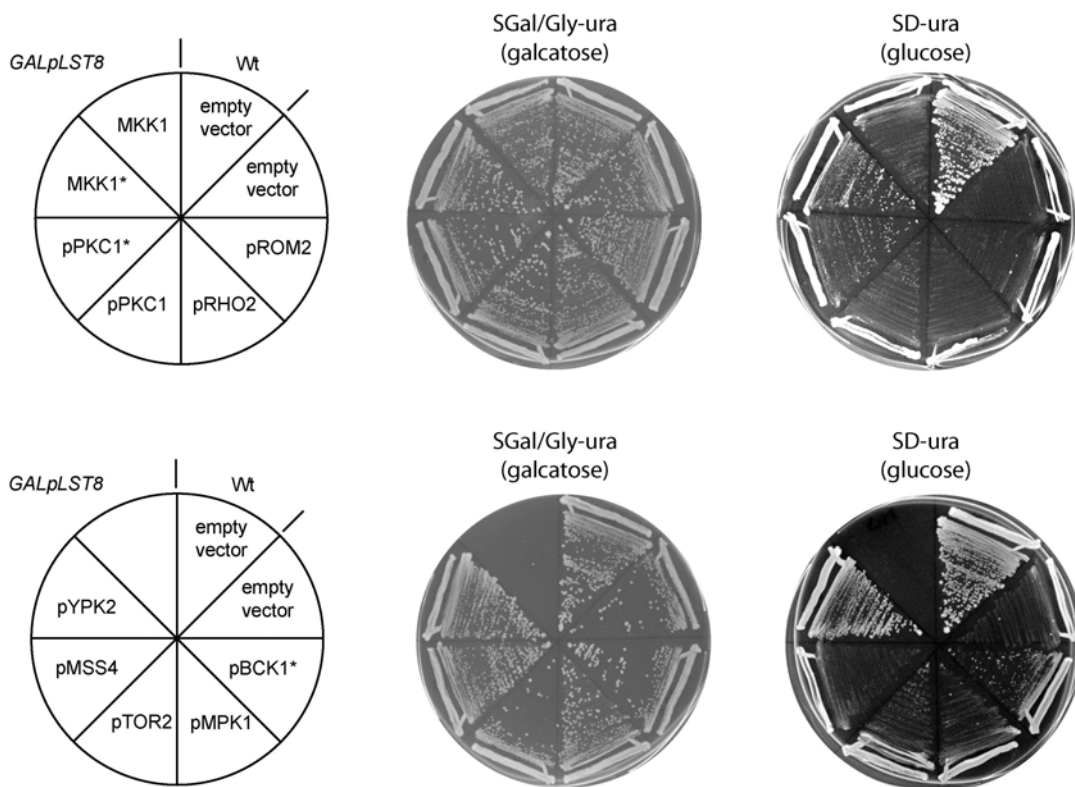 SGal/Gly-ura
(galcatose)
SD-ura
(glucose)
GALpLST8
Wt
empty
vector
MKK1
empty
vector
MKK1*
pPKC1*
pROM2
pPKC1
pRHO2
SGal/Gly-ura
(galcatose)
SD-ura
(glucose)
GALpLST8
Wt
empty
vector
empty
vector
pYPK2
pMSS4
pBCK1*
pTOR2
pMPK1